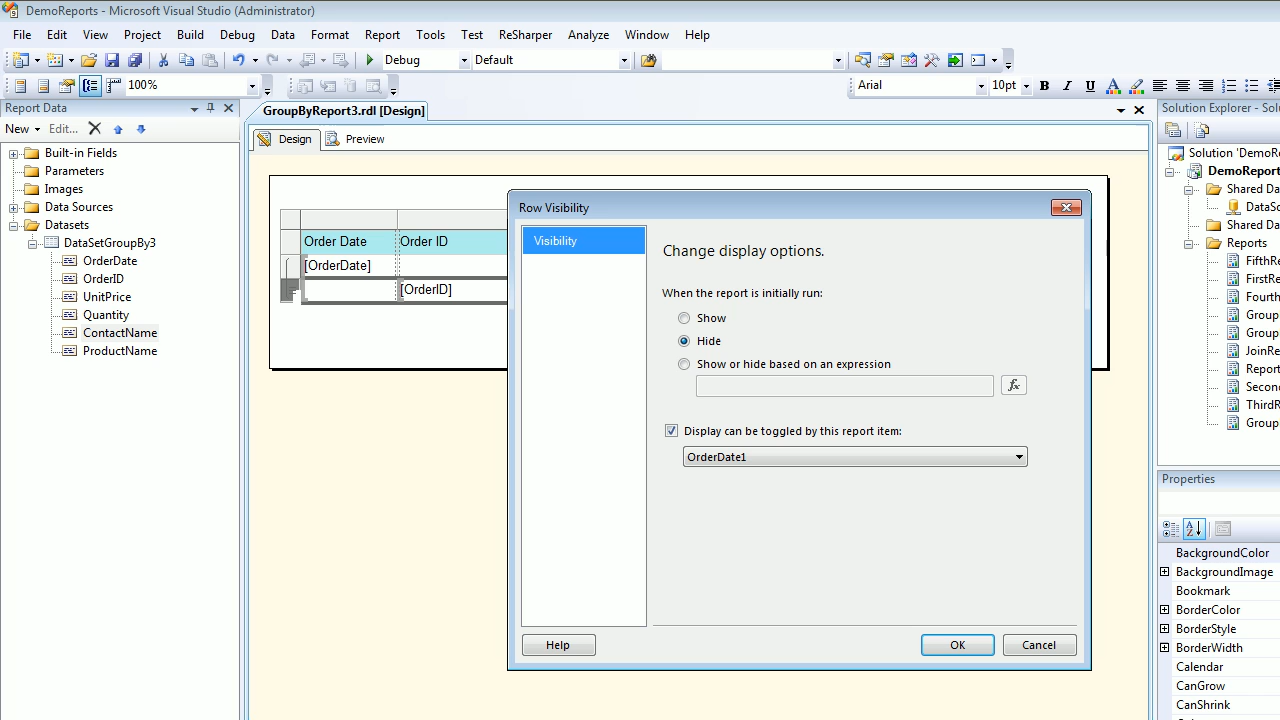 DemoReports - Microsoft Visual Studio (Administrator)
File Edit View Project Build Debug Data Format Report Tools Test ReSharper Analyze Window Help
Debug Default
100% Arial 10pt B I U A
Report Data
New Edit...
Built-in Fields
Parameters
Images
Data Sources
Datasets
DataSetGroupBy3
OrderDate
OrderID
UnitPrice
Quantity
ContactName
ProductName
GroupByReport3.rdl [Design]
Design Preview
Order Date Order ID
[OrderDate]
[OrderID]
Row Visibility
Visibility
Change display options.
When the report is initially run:
Show
Hide
Show or hide based on an expression
fx
Display can be toggled by this report item:
OrderDate1
Help OK Cancel
Solution Explorer - Solu
Solution 'DemoRe
DemoReport
Shared Da
DataSo
Shared Da
Reports
FifthRe
FirstRe
Fourth
Group
Group
JoinRe
Report
Second
ThirdR
Group
Properties
BackgroundColor
BackgroundImage
Bookmark
BorderColor
BorderStyle
BorderWidth
Calendar
CanGrow
CanShrink